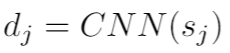 d_j = CNN(s_j)